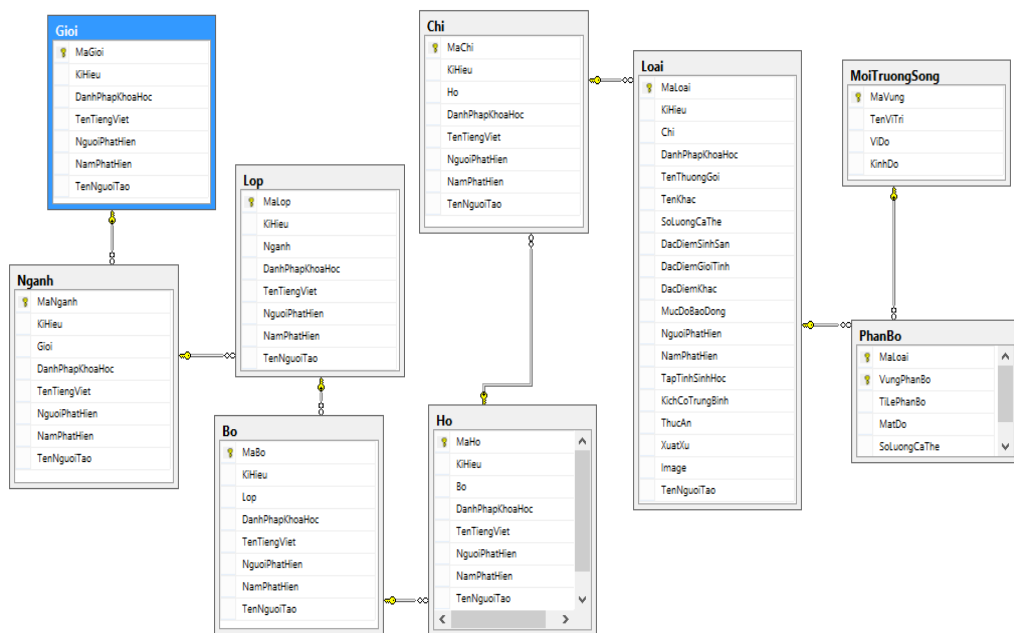 Gioi
MaGioi
KiHieu
DanhPhapKhoaHoc
TenTiengViet
NguoiPhatHien
NamPhatHien
TenNguoiTao
Nganh
MaNganh
KiHieu
Gioi
DanhPhapKhoaHoc
TenTiengViet
NguoiPhatHien
NamPhatHien
TenNguoiTao
Lop
MaLop
KiHieu
Nganh
DanhPhapKhoaHoc
TenTiengViet
NguoiPhatHien
NamPhatHien
TenNguoiTao
Bo
MaBo
KiHieu
Lop
DanhPhapKhoaHoc
TenTiengViet
NguoiPhatHien
NamPhatHien
TenNguoiTao
Chi
MaChi
KiHieu
Ho
DanhPhapKhoaHoc
TenTiengViet
NguoiPhatHien
NamPhatHien
TenNguoiTao
Ho
MaHo
KiHieu
Bo
DanhPhapKhoaHoc
TenTiengViet
NguoiPhatHien
NamPhatHien
TenNguoiTao
Loai
MaLoai
KiHieu
Chi
DanhPhapKhoaHoc
TenThuongGoi
TenKhac
SoLuongCaThe
DacDiemSinhSan
DacDiemGioiTinh
DacDiemKhac
MucDoBaoDong
NguoiPhatHien
NamPhatHien
TapTinhSinhHoc
KichCoTrungBinh
ThucAn
XuatXu
Image
TenNguoiTao
MoiTruongSong
MaVung
TenViTri
ViDo
KinhDo
PhanBo
MaLoai
VungPhanBo
TiLePhanBo
MatDo
SoLuongCaThe